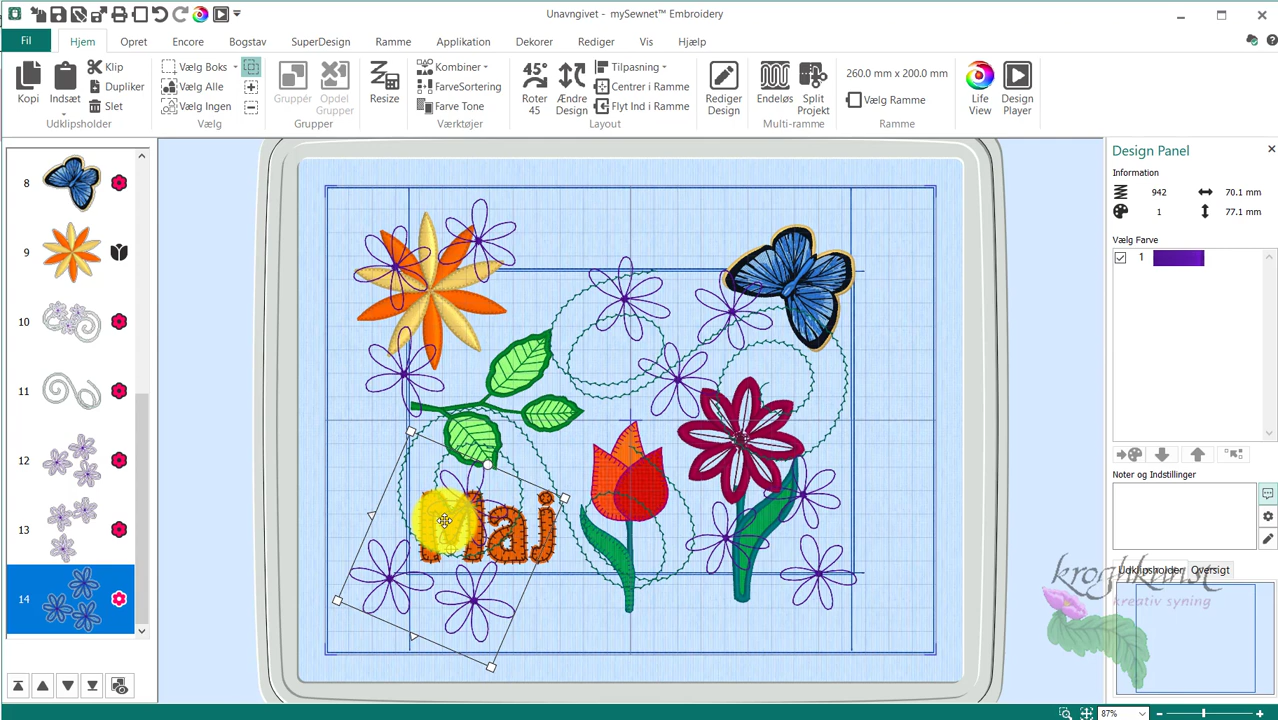 Unavngivet - mySewnet™ Embroidery
Fil Hjem Opret Encore Bogstav SuperDesign Ramme Applikation Dekorer Rediger Vis Hjælp
Kopi
Indsæt
Klip
Dupliker
Slet
Udklipsholder
Vælg Boks
Vælg Alle
Vælg Ingen
Vælg
Gruppér
Opdel
Grupper
Grupper
Resize
Kombiner
FarveSortering
Farve Tone
Værktøjer
Roter
45
Ændre
Design
Tilpasning
Centrer i Ramme
Flyt Ind i Ramme
Layout
Rediger
Design
Endeløs
Split
Projekt
Multi-ramme
260.0 mm x 200.0 mm
Vælg Ramme
Ramme
Life
View
Design
Player
8
9
10
11
12
13
14
45°
Maj
Design Panel
Information
942
70.1 mm
1
77.1 mm
Vælg Farve
1
Noter og Indstillinger
Udklipsholder Oversigt
kroghkunst
kreativ syning
87%